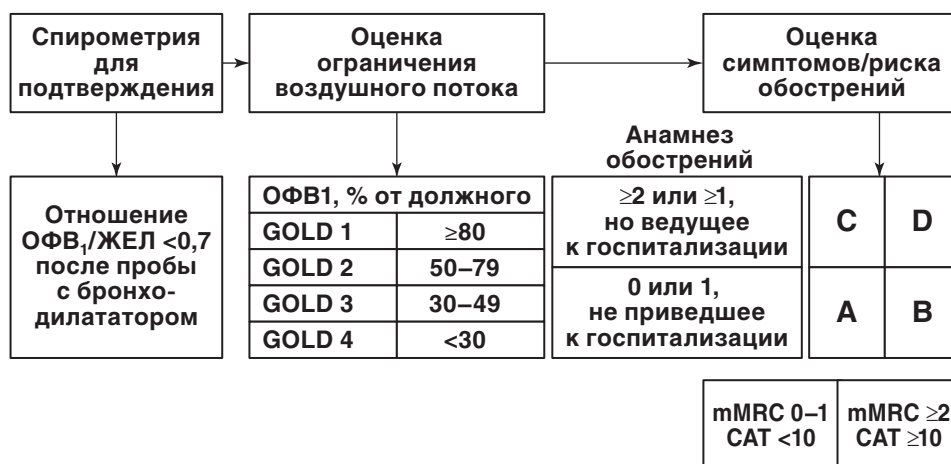 Спирометрия
для
подтверждения
Оценка
ограничения
воздушного потока
Оценка
симптомов/риска
обострений
Отношение
ОФВ₁/ЖЕЛ <0,7
после пробы
с бронхо-
дилататором
ОФВ1, % от должного
GOLD 1 ≥80
GOLD 2 50–79
GOLD 3 30–49
GOLD 4 <30
Анамнез
обострений
≥2 или ≥1,
но ведущее
к госпитализации
0 или 1,
не приведшее
к госпитализации
C D
A B
mMRC 0–1
CAT <10
mMRC ≥2
CAT ≥10